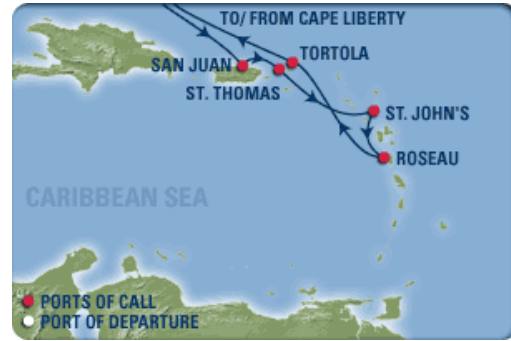 TO/ FROM CAPE LIBERTY
TORTOLA
SAN JUAN
ST. THOMAS
ST. JOHN'S
ROSEAU
CARIBBEAN SEA
PORTS OF CALL
PORT OF DEPARTURE